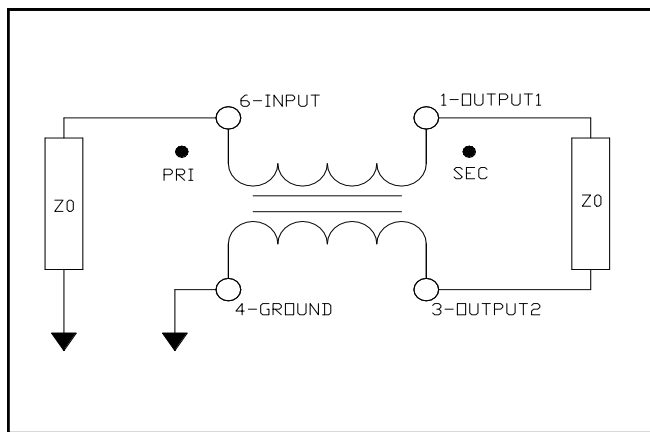 6-INPUT
1-OUTPUT1
PRI
SEC
Z0
Z0
4-GROUND
3-OUTPUT2